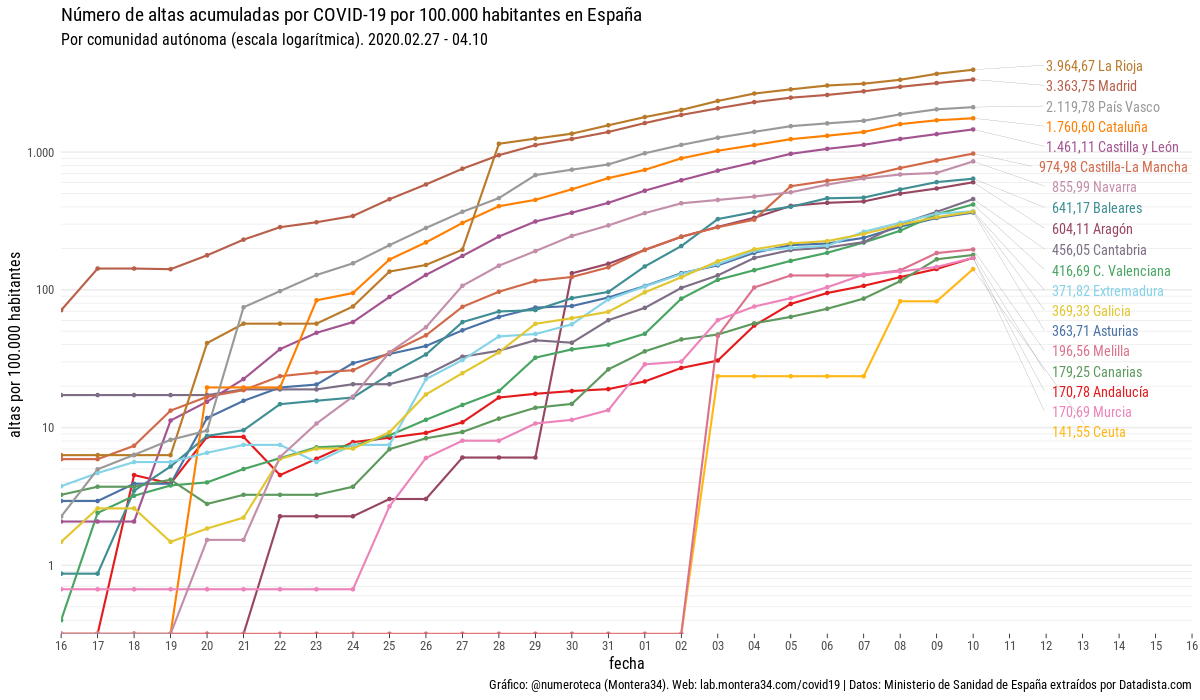 Número de altas acumuladas por COVID-19 por 100.000 habitantes en España
Por comunidad autónoma (escala logarítmica). 2020.02.27 - 04.10
altas por 100.000 habitantes
1.000
100
10
1
3.964,67 La Rioja
3.363,75 Madrid
2.119,78 País Vasco
1.760,60 Cataluña
1.461,11 Castilla y León
974,98 Castilla-La Mancha
855,99 Navarra
641,17 Baleares
604,11 Aragón
456,05 Cantabria
416,69 C. Valenciana
371,82 Extremadura
369,33 Galicia
363,71 Asturias
196,56 Melilla
179,25 Canarias
170,78 Andalucía
170,69 Murcia
141,55 Ceuta
16 17 18 19 20 21 22 23 24 25 26 27 28 29 30 31 01 02 03 04 05 06 07 08 09 10 11 12 13 14 15 16
fecha
Gráfico: @numeroteca (Montera34). Web: lab.montera34.com/covid19 | Datos: Ministerio de Sanidad de España extraídos por Datadista.com